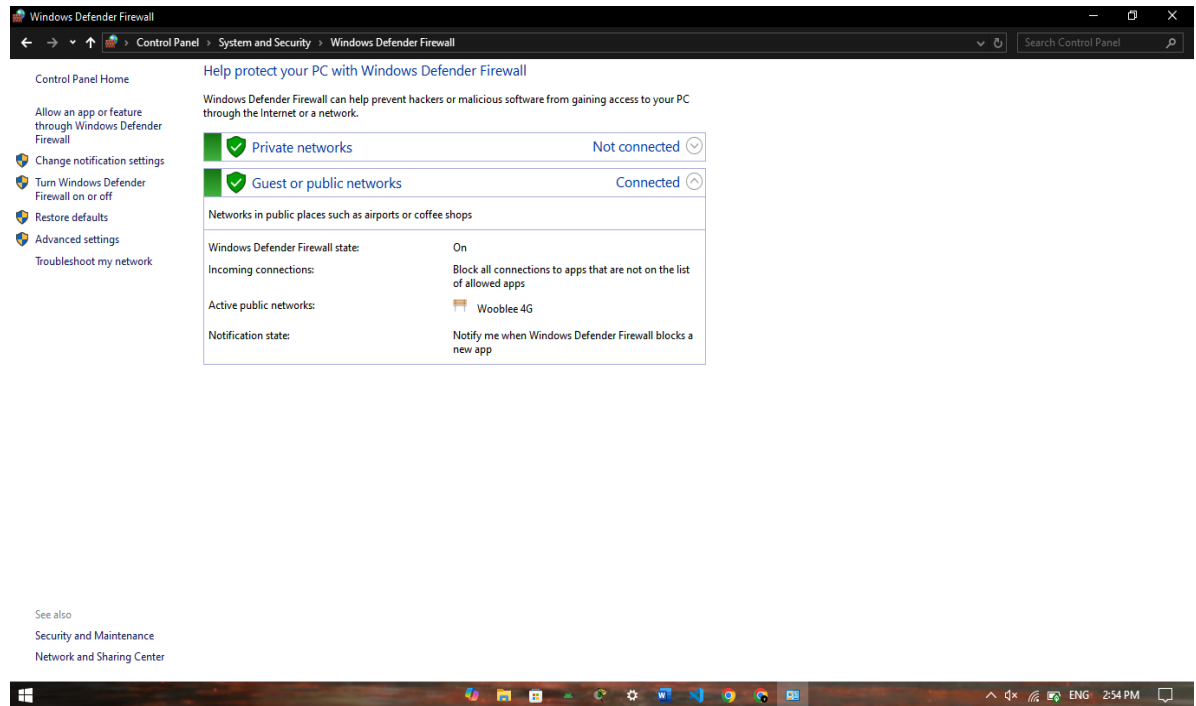 Windows Defender Firewall
Control Panel › System and Security › Windows Defender Firewall
Search Control Panel
Control Panel Home
Allow an app or feature
through Windows Defender
Firewall
Change notification settings
Turn Windows Defender
Firewall on or off
Restore defaults
Advanced settings
Troubleshoot my network
Help protect your PC with Windows Defender Firewall
Windows Defender Firewall can help prevent hackers or malicious software from gaining access to your PC
through the Internet or a network.
Private networks Not connected
Guest or public networks Connected
Networks in public places such as airports or coffee shops
Windows Defender Firewall state: On
Incoming connections: Block all connections to apps that are not on the list
of allowed apps
Active public networks: Wooblee 4G
Notification state: Notify me when Windows Defender Firewall blocks a
new app
See also
Security and Maintenance
Network and Sharing Center
ENG 2:54 PM